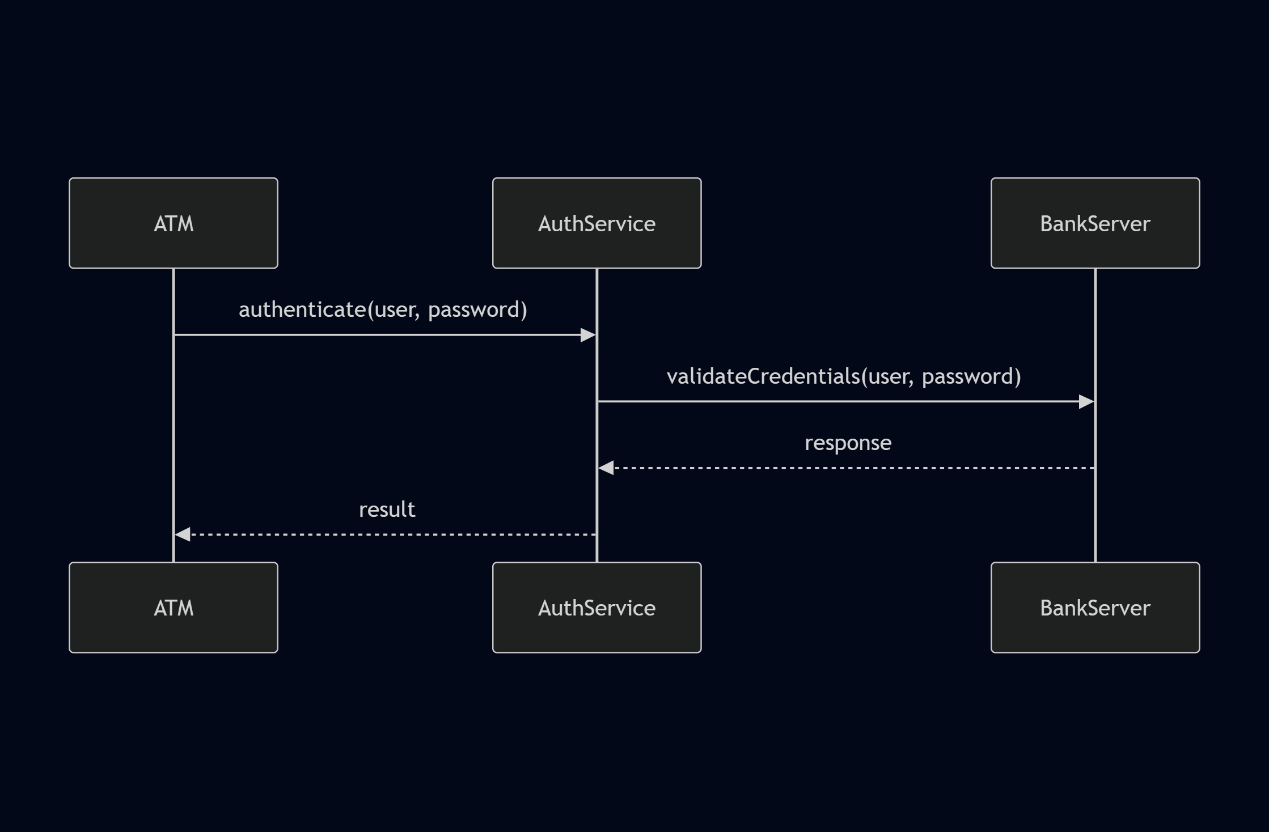 ATM
AuthService
BankServer
authenticate(user, password)
validateCredentials(user, password)
response
result
ATM
AuthService
BankServer